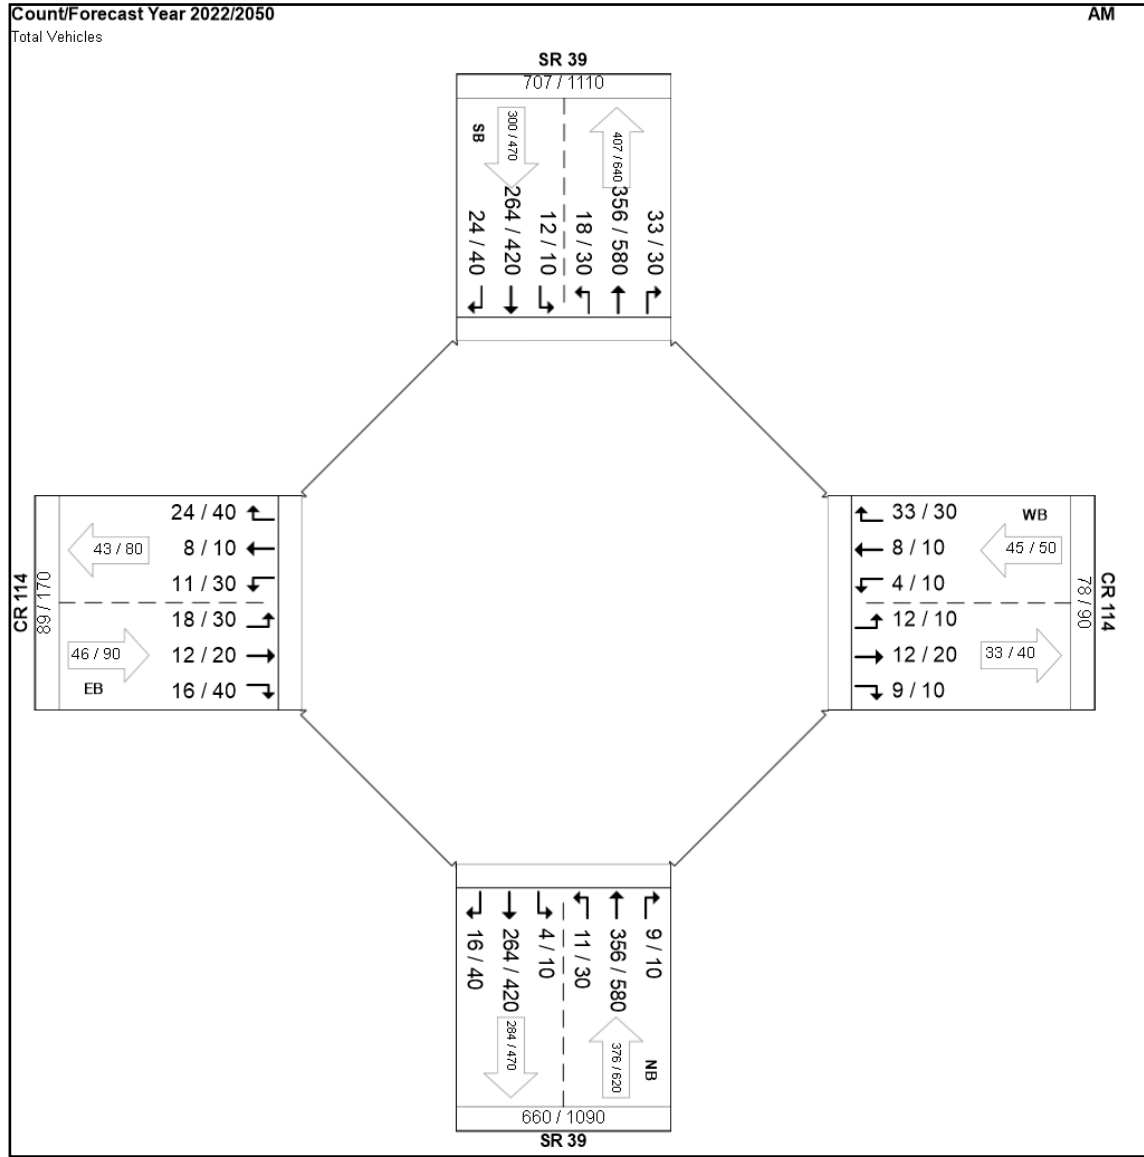 Count/Forecast Year 2022/2050
AM
Total Vehicles
SR 39
707 / 1110
SB
300 / 470
407 / 640
24 / 40
264 / 420
12 / 10
18 / 30
356 / 580
33 / 30
CR 114
89 / 170
43 / 80
24 / 40
8 / 10
11 / 30
46 / 90
EB
18 / 30
12 / 20
16 / 40
33 / 30
8 / 10
4 / 10
WB
45 / 50
12 / 10
12 / 20
9 / 10
33 / 40
78 / 90
CR 114
16 / 40
264 / 420
4 / 10
11 / 30
356 / 580
9 / 10
284 / 470
376 / 620
NB
660 / 1090
SR 39